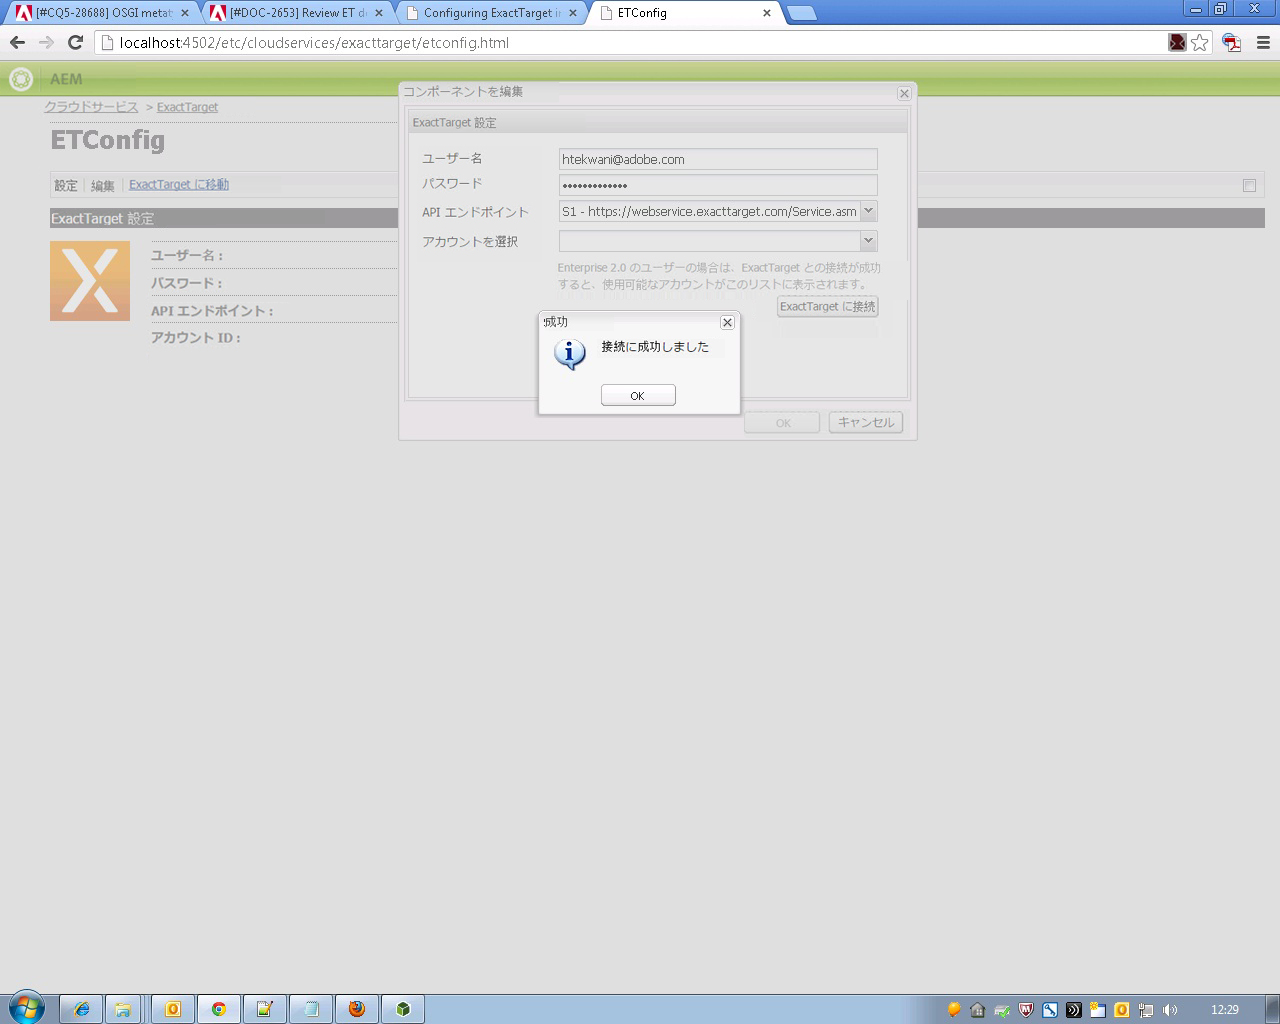 [#CQ5-28688] OSGI metat
[#DOC-2653] Review ET d
Configuring ExactTarget i
ETConfig
localhost:4502/etc/cloudservices/exacttarget/etconfig.html
AEM
クラウドサービス > ExactTarget
ETConfig
設定 編集 ExactTarget に移動
ExactTarget 設定
ユーザー名 :
パスワード :
API エンドポイント :
アカウント ID :
コンポーネントを編集
ExactTarget 設定
ユーザー名 htekwani@adobe.com
パスワード •••••••••••••
API エンドポイント S1 - https://webservice.exacttarget.com/Service.asm
アカウントを選択
Enterprise 2.0 のユーザーの場合は、ExactTarget との接続が成功
すると、使用可能なアカウントがこのリストに表示されます。
ExactTarget に接続
成功
接続に成功しました
OK
OK キャンセル
12:29